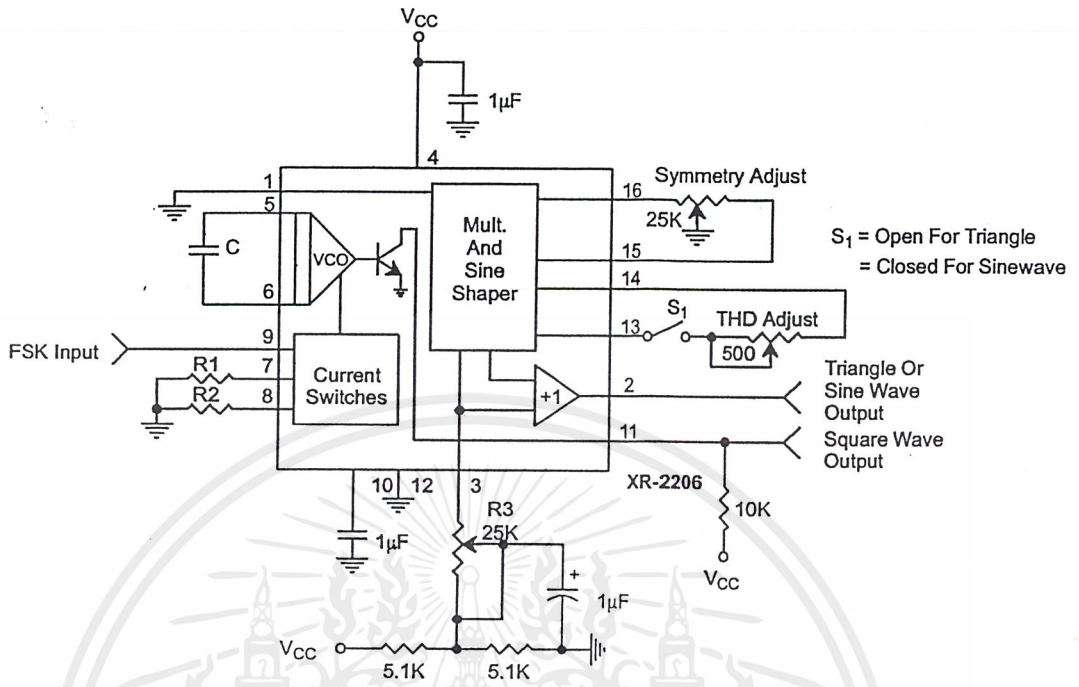 VCC
1µF
4
1
5
C
6
VCO
Mult.
And
Sine
Shaper
16
Symmetry Adjust
25K
15
14
S1 = Open For Triangle
= Closed For Sinewave
13
S1
THD Adjust
500
FSK Input
9
R1
7
R2
8
Current
Switches
+1
2
Triangle Or
Sine Wave
Output
11
Square Wave
Output
XR-2206
10
12
3
1µF
R3
25K
10K
VCC
+
1µF
VCC
5.1K
5.1K